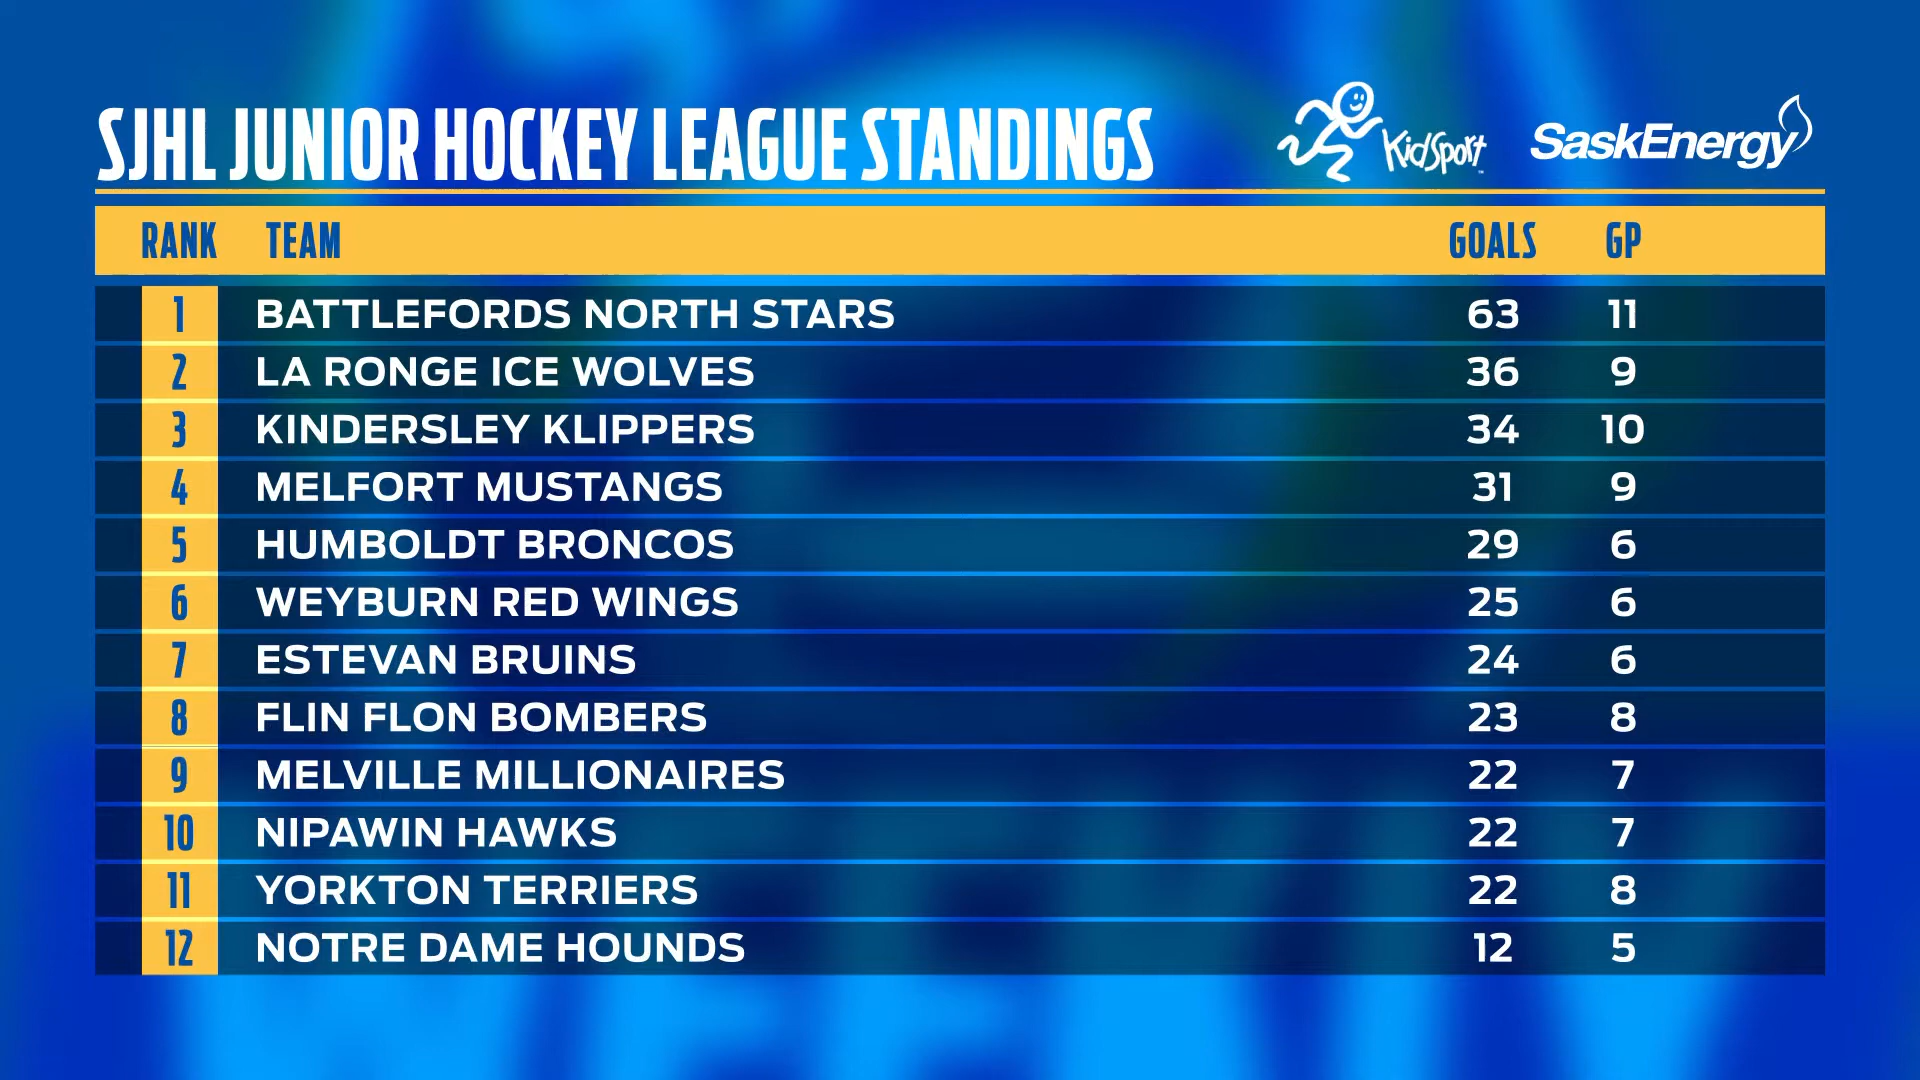 SJHL JUNIOR HOCKEY LEAGUE STANDINGS KidSport™ SaskEnergy
RANK TEAM GOALS GP
1 BATTLEFORDS NORTH STARS 63 11
2 LA RONGE ICE WOLVES 36 9
3 KINDERSLEY KLIPPERS 34 10
4 MELFORT MUSTANGS 31 9
5 HUMBOLDT BRONCOS 29 6
6 WEYBURN RED WINGS 25 6
7 ESTEVAN BRUINS 24 6
8 FLIN FLON BOMBERS 23 8
9 MELVILLE MILLIONAIRES 22 7
10 NIPAWIN HAWKS 22 7
11 YORKTON TERRIERS 22 8
12 NOTRE DAME HOUNDS 12 5